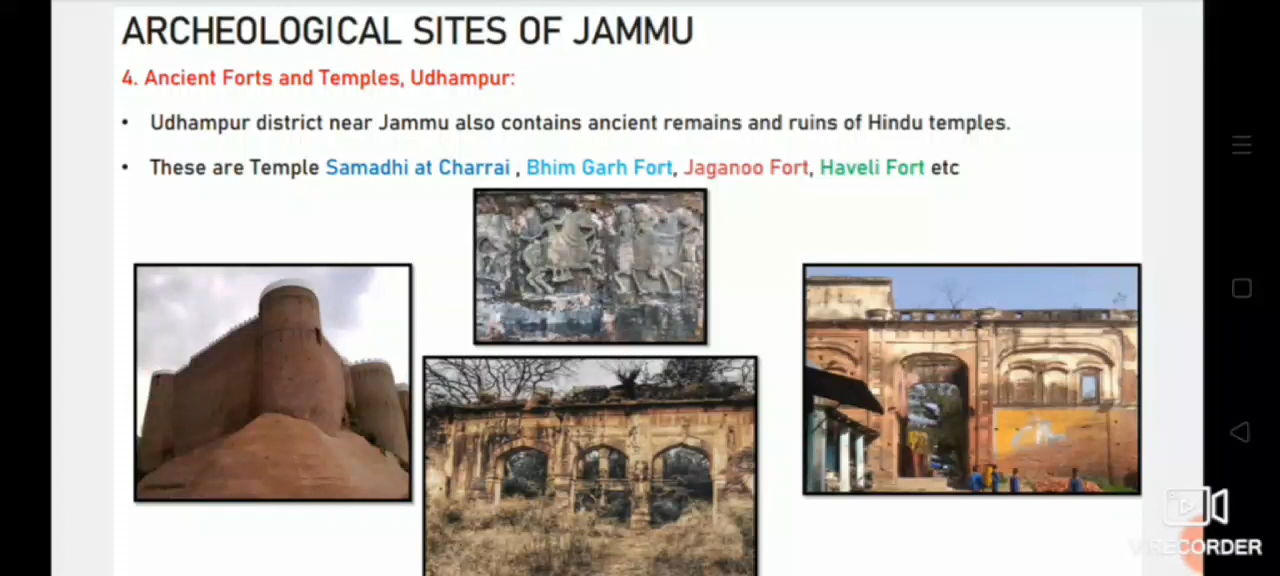 ARCHEOLOGICAL SITES OF JAMMU
4. Ancient Forts and Temples, Udhampur:
• Udhampur district near Jammu also contains ancient remains and ruins of Hindu temples.
• These are Temple Samadhi at Charrai , Bhim Garh Fort, Jaganoo Fort, Haveli Fort etc